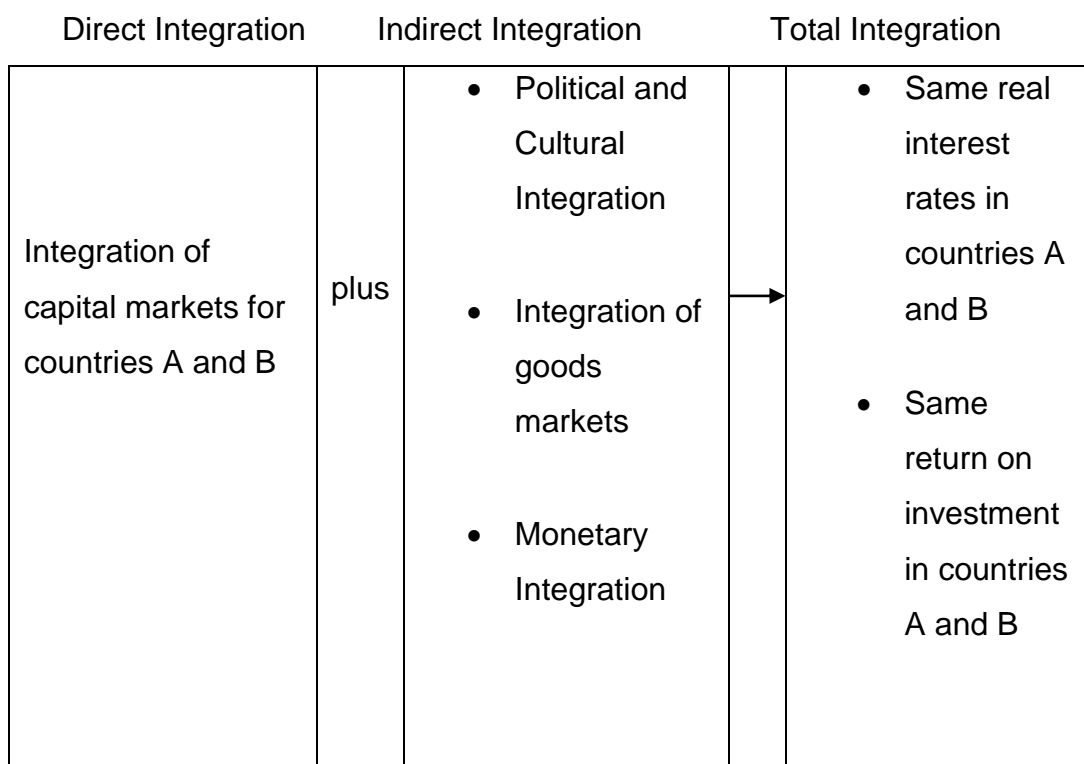 Direct Integration Indirect Integration Total Integration
Integration of
capital markets for
countries A and B
plus
• Political and
Cultural
Integration
• Integration of
goods
markets
• Monetary
Integration
• Same real
interest
rates in
countries A
and B
• Same
return on
investment
in countries
A and B